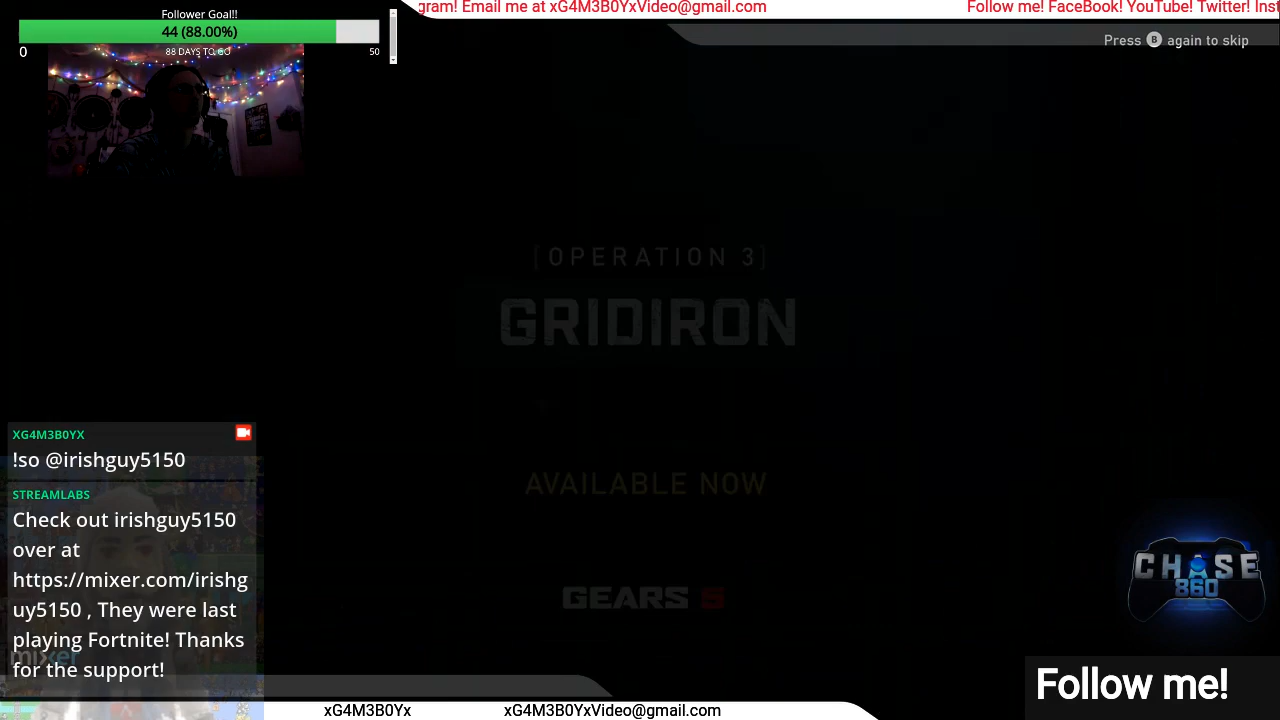 Follower Goal!!
44 (88.00%)
0
88 DAYS TO GO
50
gram! Email me at xG4M3B0YxVideo@gmail.com
Follow me! FaceBook! YouTube! Twitter! Inst
Press B again to skip
[OPERATION 3]
GRIDIRON
AVAILABLE NOW
GEARS 5
XG4M3B0YX
!so @irishguy5150
STREAMLABS
Check out irishguy5150
over at
https://mixer.com/irishg
uy5150 , They were last
playing Fortnite! Thanks
for the support!
mixer
CHASE
860
Follow me!
xG4M3B0Yx
xG4M3B0YxVideo@gmail.com